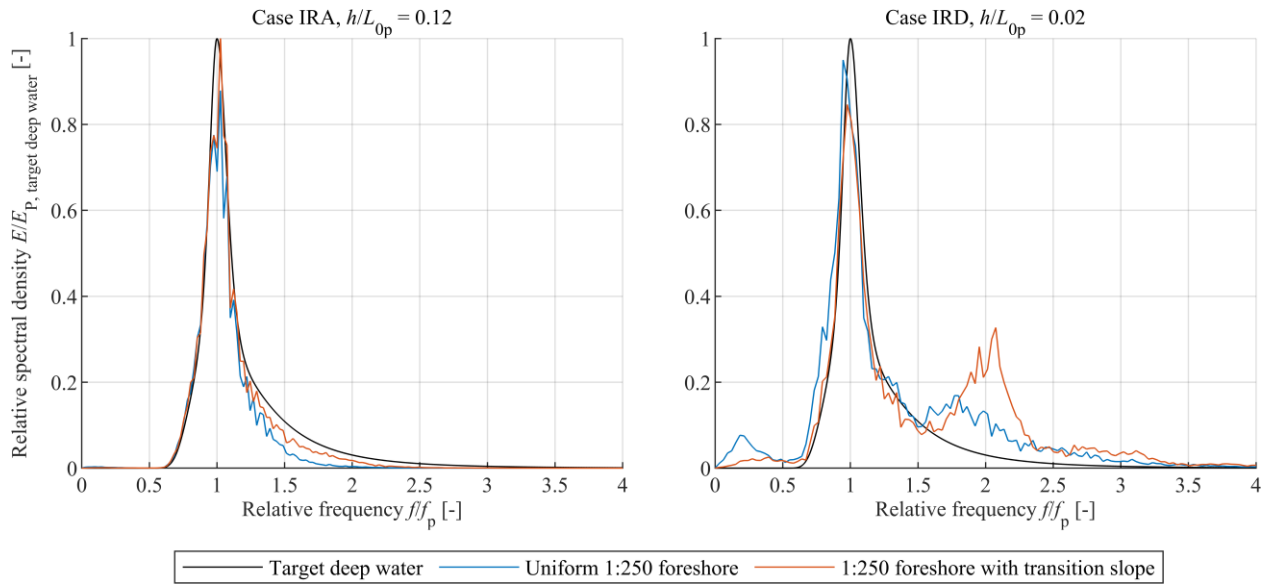 Case IRA, h/L0p = 0.12
Relative spectral density E/EP, target deep water [-]
1
0.8
0.6
0.4
0.2
0
0 0.5 1 1.5 2 2.5 3 3.5 4
Relative frequency f/fp [-]
Case IRD, h/L0p = 0.02
1
0.8
0.6
0.4
0.2
0
0 0.5 1 1.5 2 2.5 3 3.5 4
Relative frequency f/fp [-]
Target deep water Uniform 1:250 foreshore 1:250 foreshore with transition slope